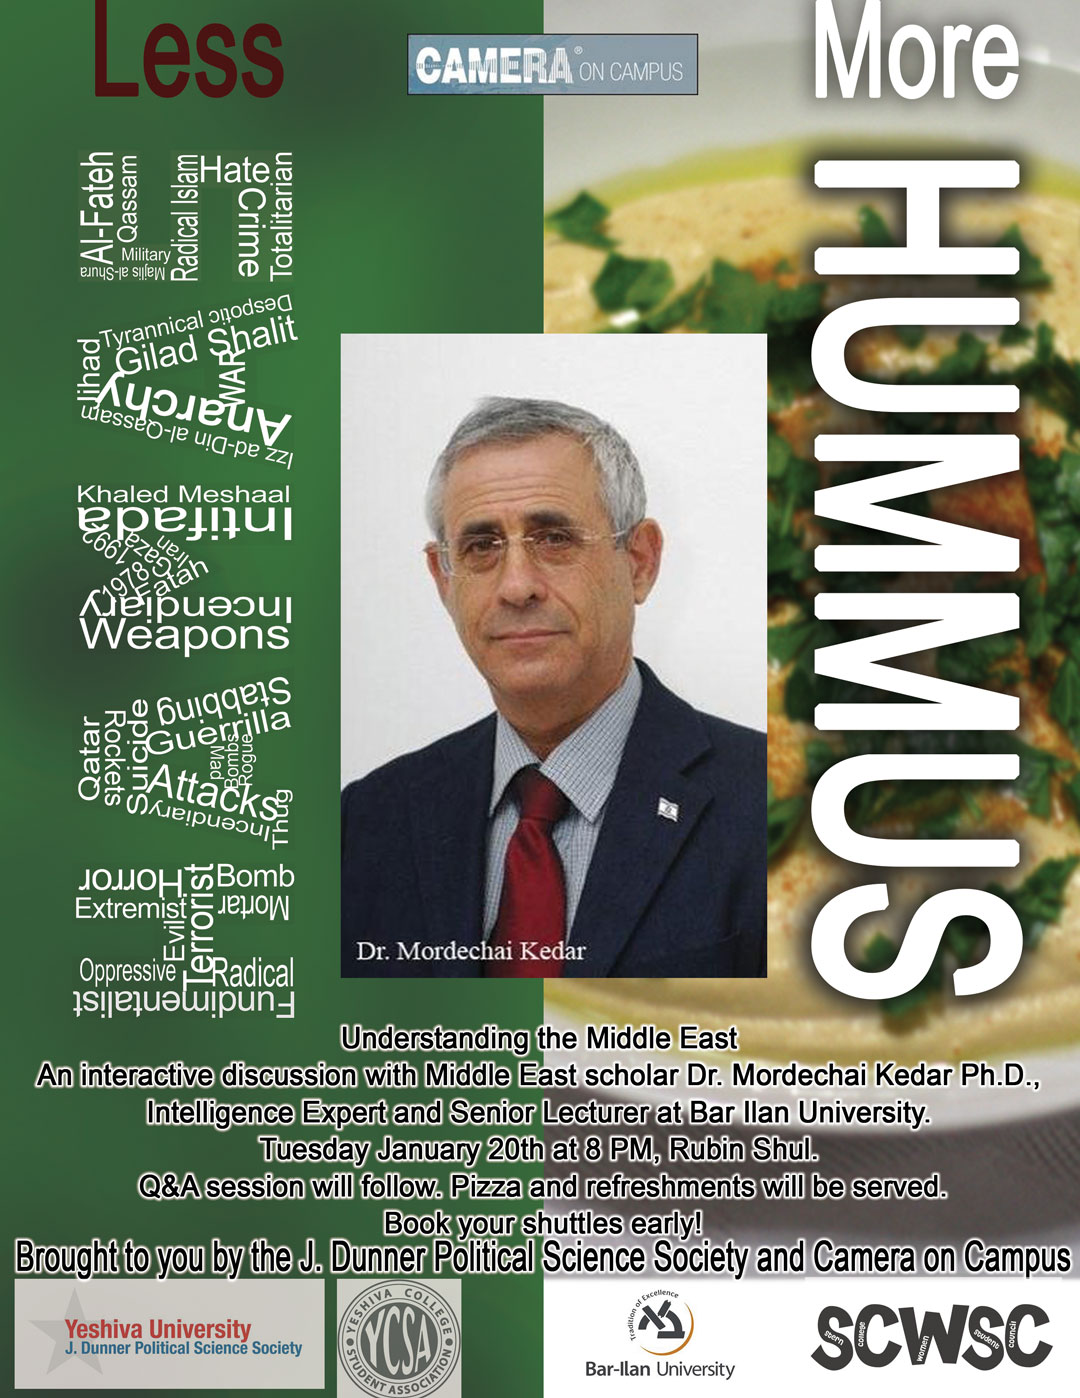 Less
CAMERA® ON CAMPUS
More
HUMMUS
Al-Fateh
Qassam
Military
Majlis al-Shura
Radical Islam
Hate
Crime
Totalitarian
Despotic
Tyrannical
Gilad Shalit
Jihad
WAR
Anarchy
Izz ad-Din al-Qassam
Khaled Meshaal
Intifada
1992
Gaza
Iran
1978
Fatah
Incendiary
Weapons
Stabbing
Guerrilla
Qatar
Rockets
Suicide
Mad
Bombs
Rogue
Attacks
Incendiary
Thug
Horror
Bomb
Extremist
Mortar
Evil
Terrorist
Oppressive
Radical
Fundimentalist
Dr. Mordechai Kedar
Understanding the Middle East
An interactive discussion with Middle East scholar Dr. Mordechai Kedar Ph.D.,
Intelligence Expert and Senior Lecturer at Bar Ilan University.
Tuesday January 20th at 8 PM, Rubin Shul.
Q&A session will follow. Pizza and refreshments will be served.
Book your shuttles early!
Brought to you by the J. Dunner Political Science Society and Camera on Campus
Yeshiva University
J. Dunner Political Science Society
YESHIVA COLLEGE
YCSA
STUDENT ASSOCIATION
Tradition of Excellence
Bar-Ilan University
SCWSC
stern college women student council